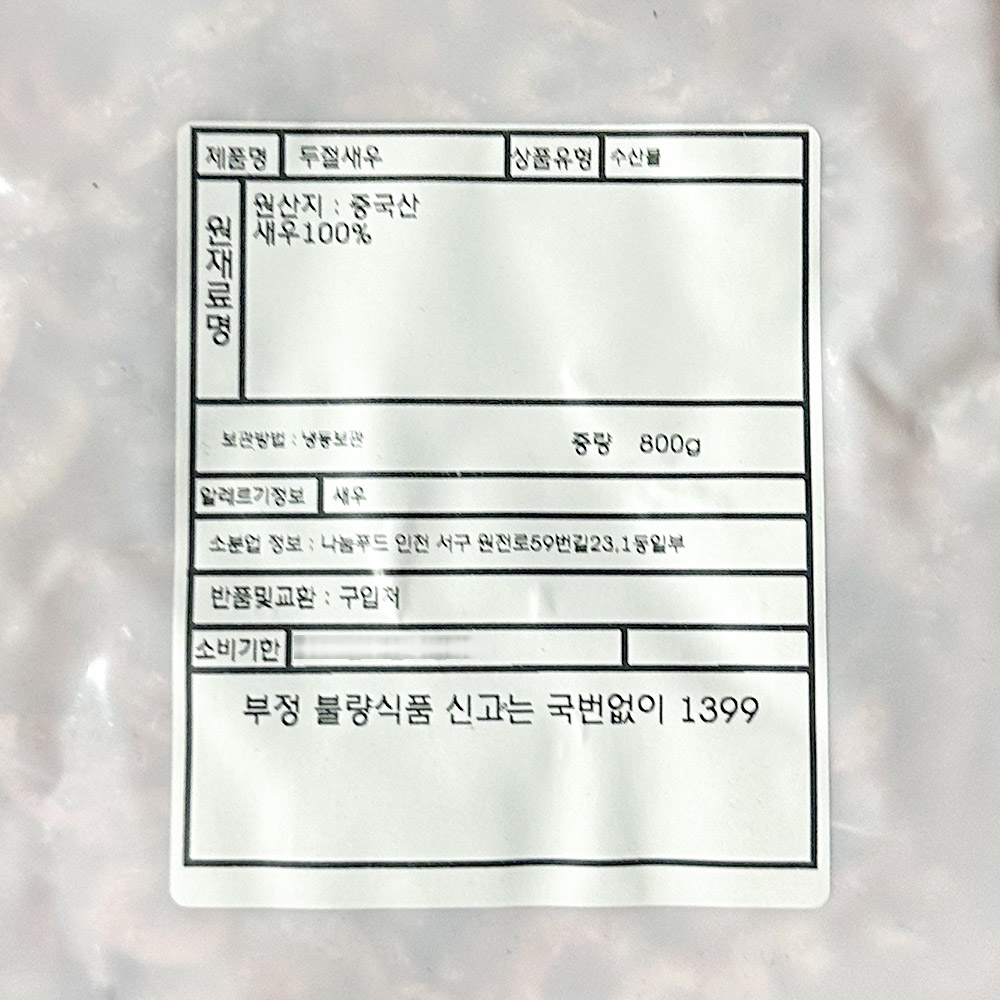 제품명 두절새우 상품유형 수산물
원재료명
원산지 : 중국산
새우100%
보관방법 : 냉동보관 중량 800g
알레르기정보 새우
소분업 정보 : 나눔푸드 인천 서구 원전로59번길23,1동일부
반품및교환 : 구입처
소비기한
부정 불량식품 신고는 국번없이 1399